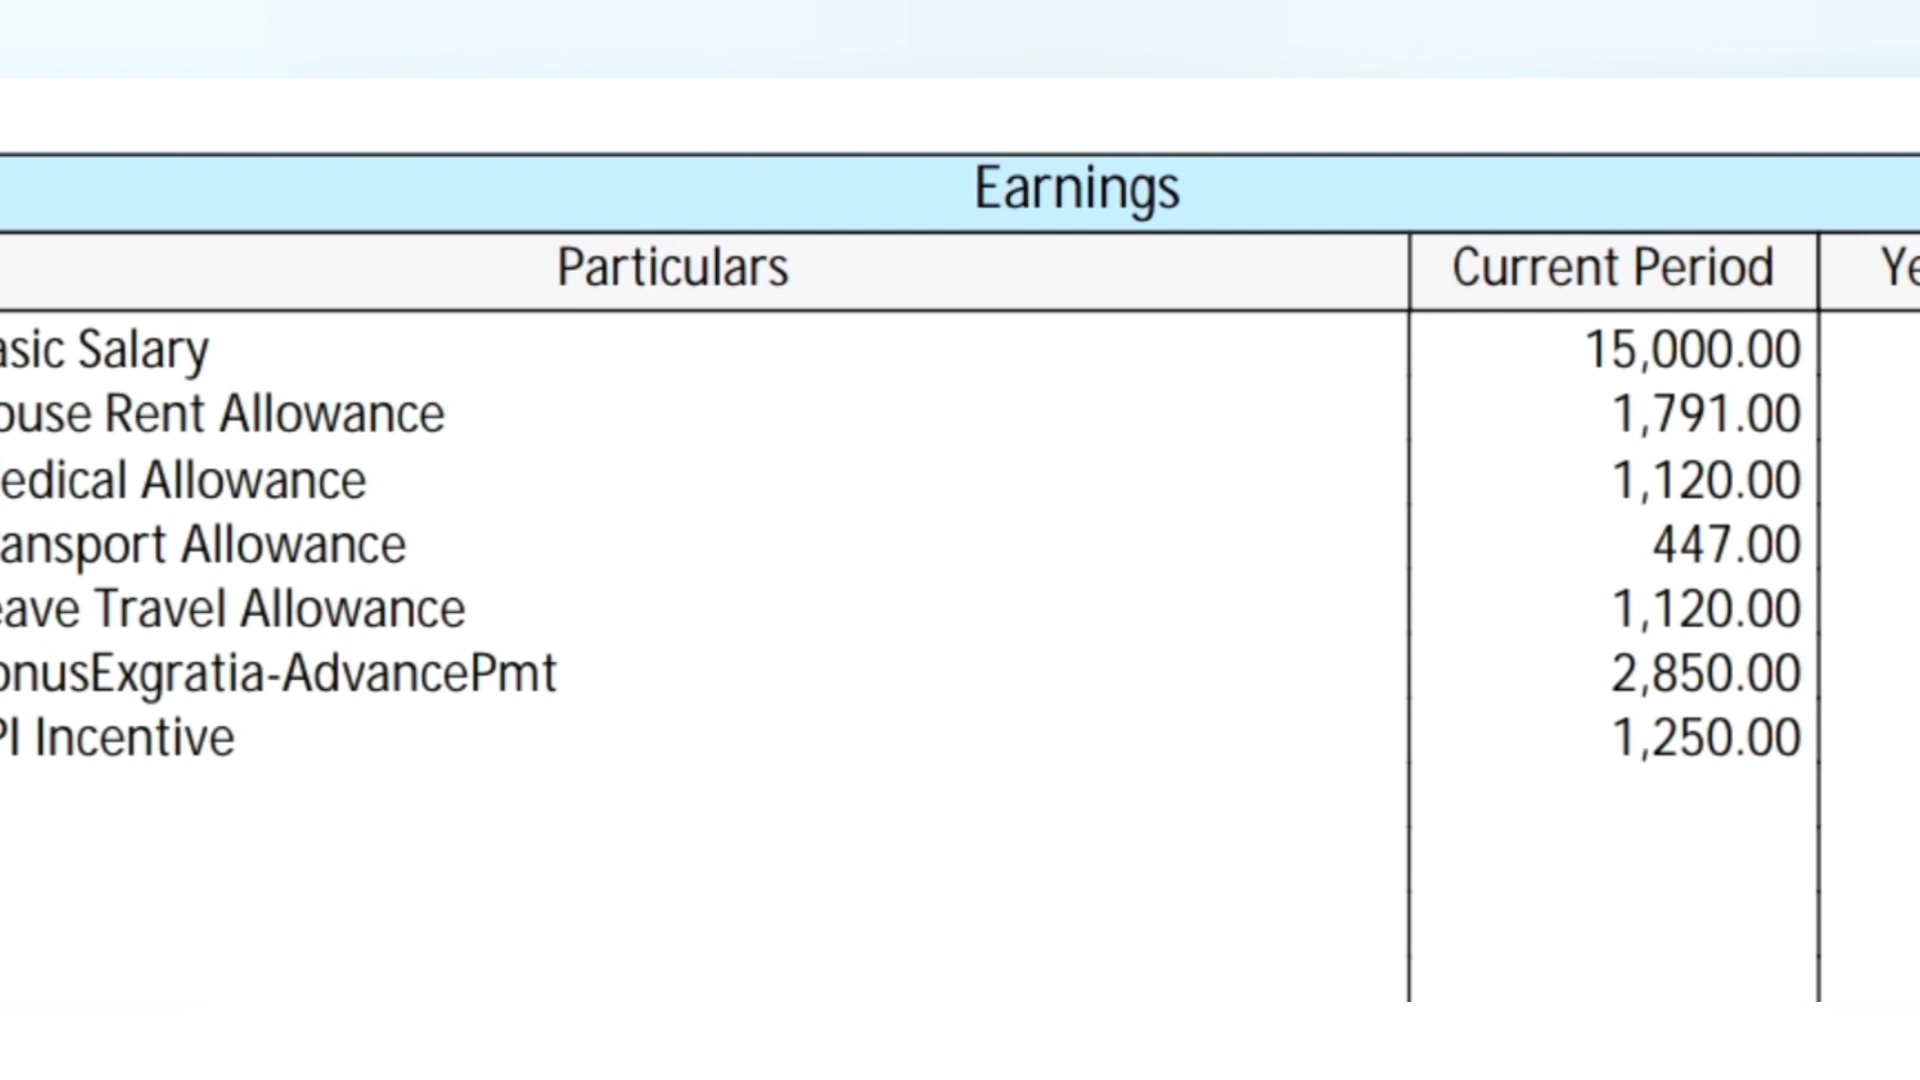 Earnings
Particulars Current Period Ye
asic Salary 15,000.00
ouse Rent Allowance 1,791.00
edical Allowance 1,120.00
ansport Allowance 447.00
eave Travel Allowance 1,120.00
onusExgratia-AdvancePmt 2,850.00
PI Incentive 1,250.00